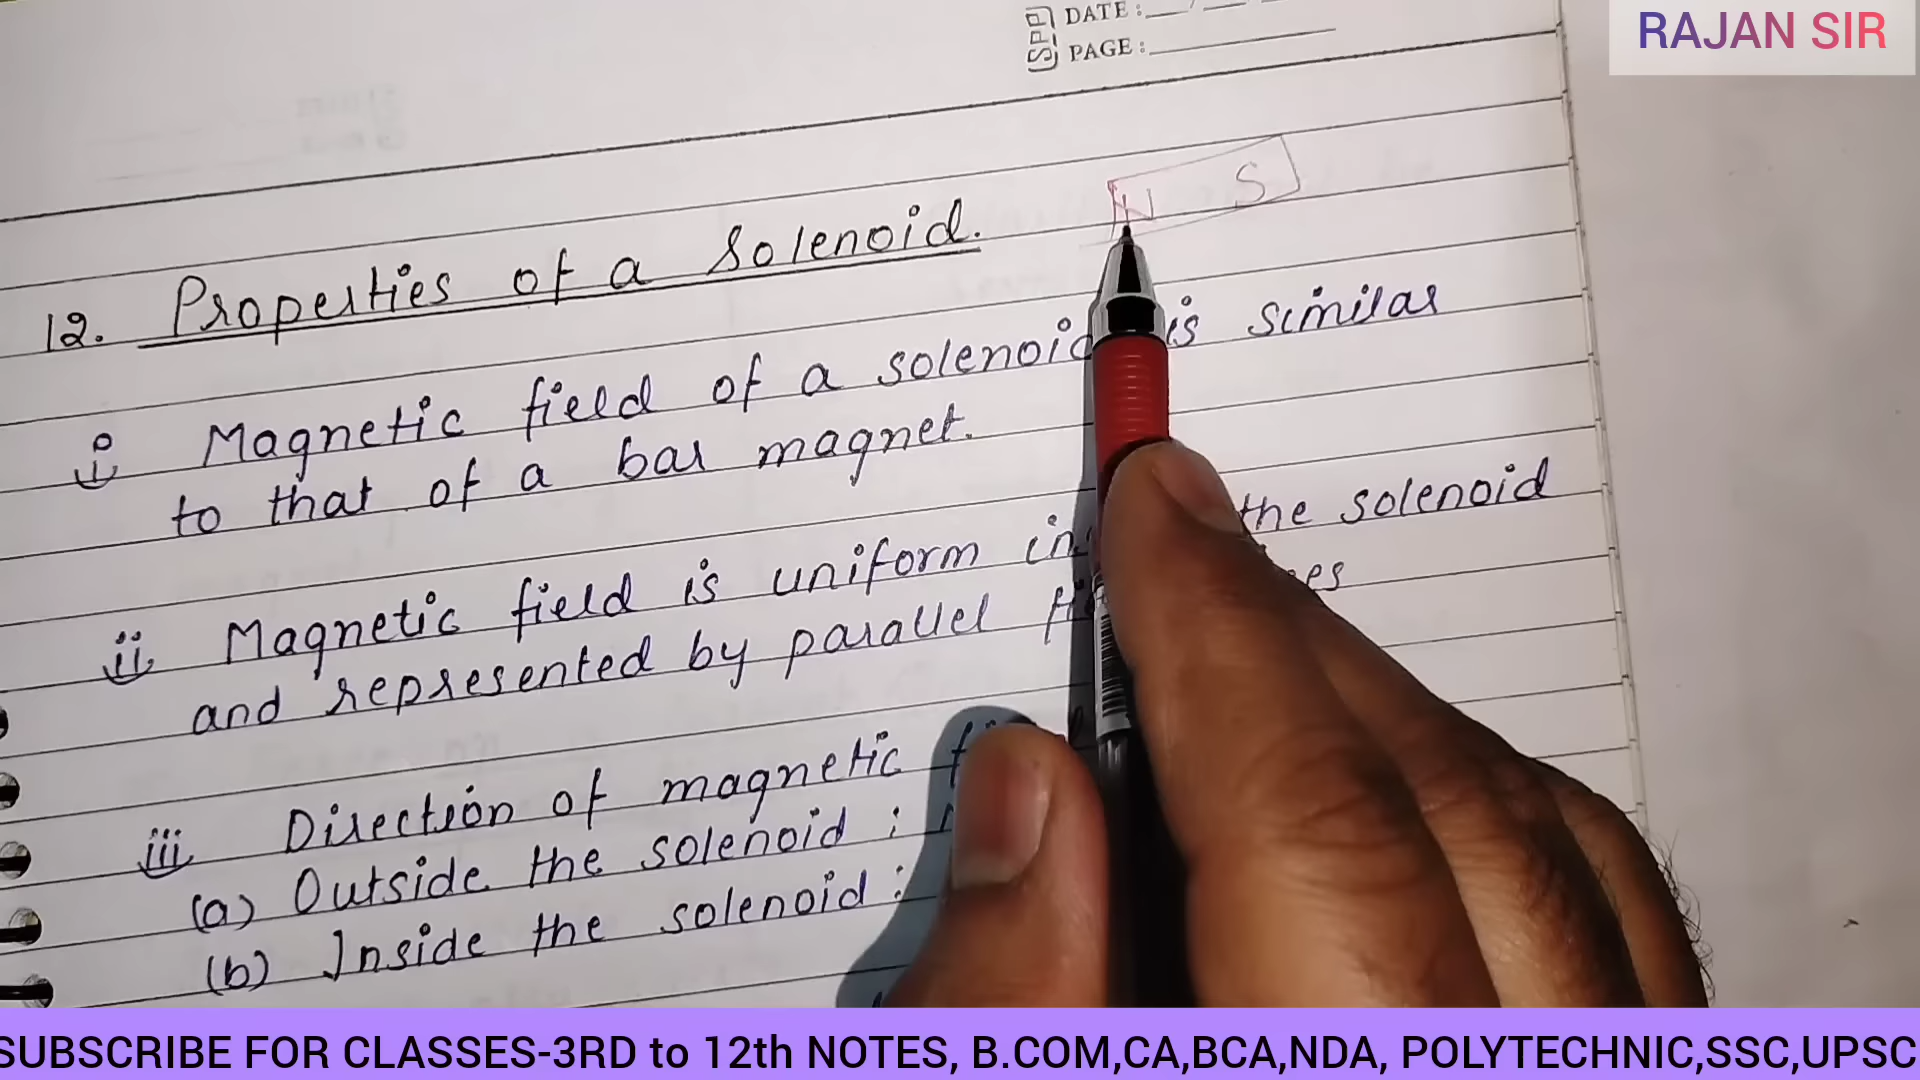 RAJAN SIR
DATE: / /
PAGE:
N S
12. Properties of a Solenoid.
i Magnetic field of a solenoid is similar
to that of a bar magnet.
ii Magnetic field is uniform the solenoid
and represented by parallel
iii Direction of magnetic
(a) Outside the solenoid :
(b) Inside the solenoid :
SUBSCRIBE FOR CLASSES-3RD to 12th NOTES, B.COM,CA,BCA,NDA, POLYTECHNIC,SSC,UPSC